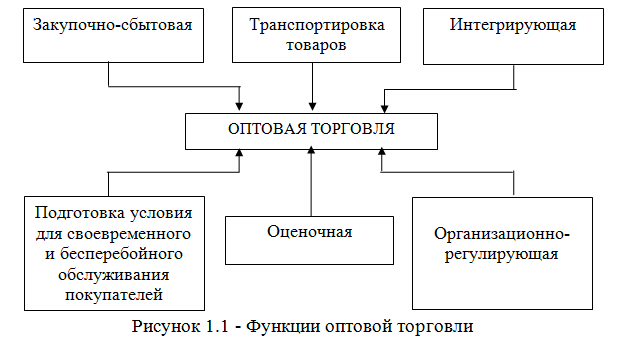 Закупочно-сбытовая
Транспортировка
товаров
Интегрирующая
ОПТОВАЯ ТОРГОВЛЯ
Подготовка условия
для своевременного
и бесперебойного
обслуживания
покупателей
Оценочная
Организационно-
регулирующая
Рисунок 1.1 - Функции оптовой торговли